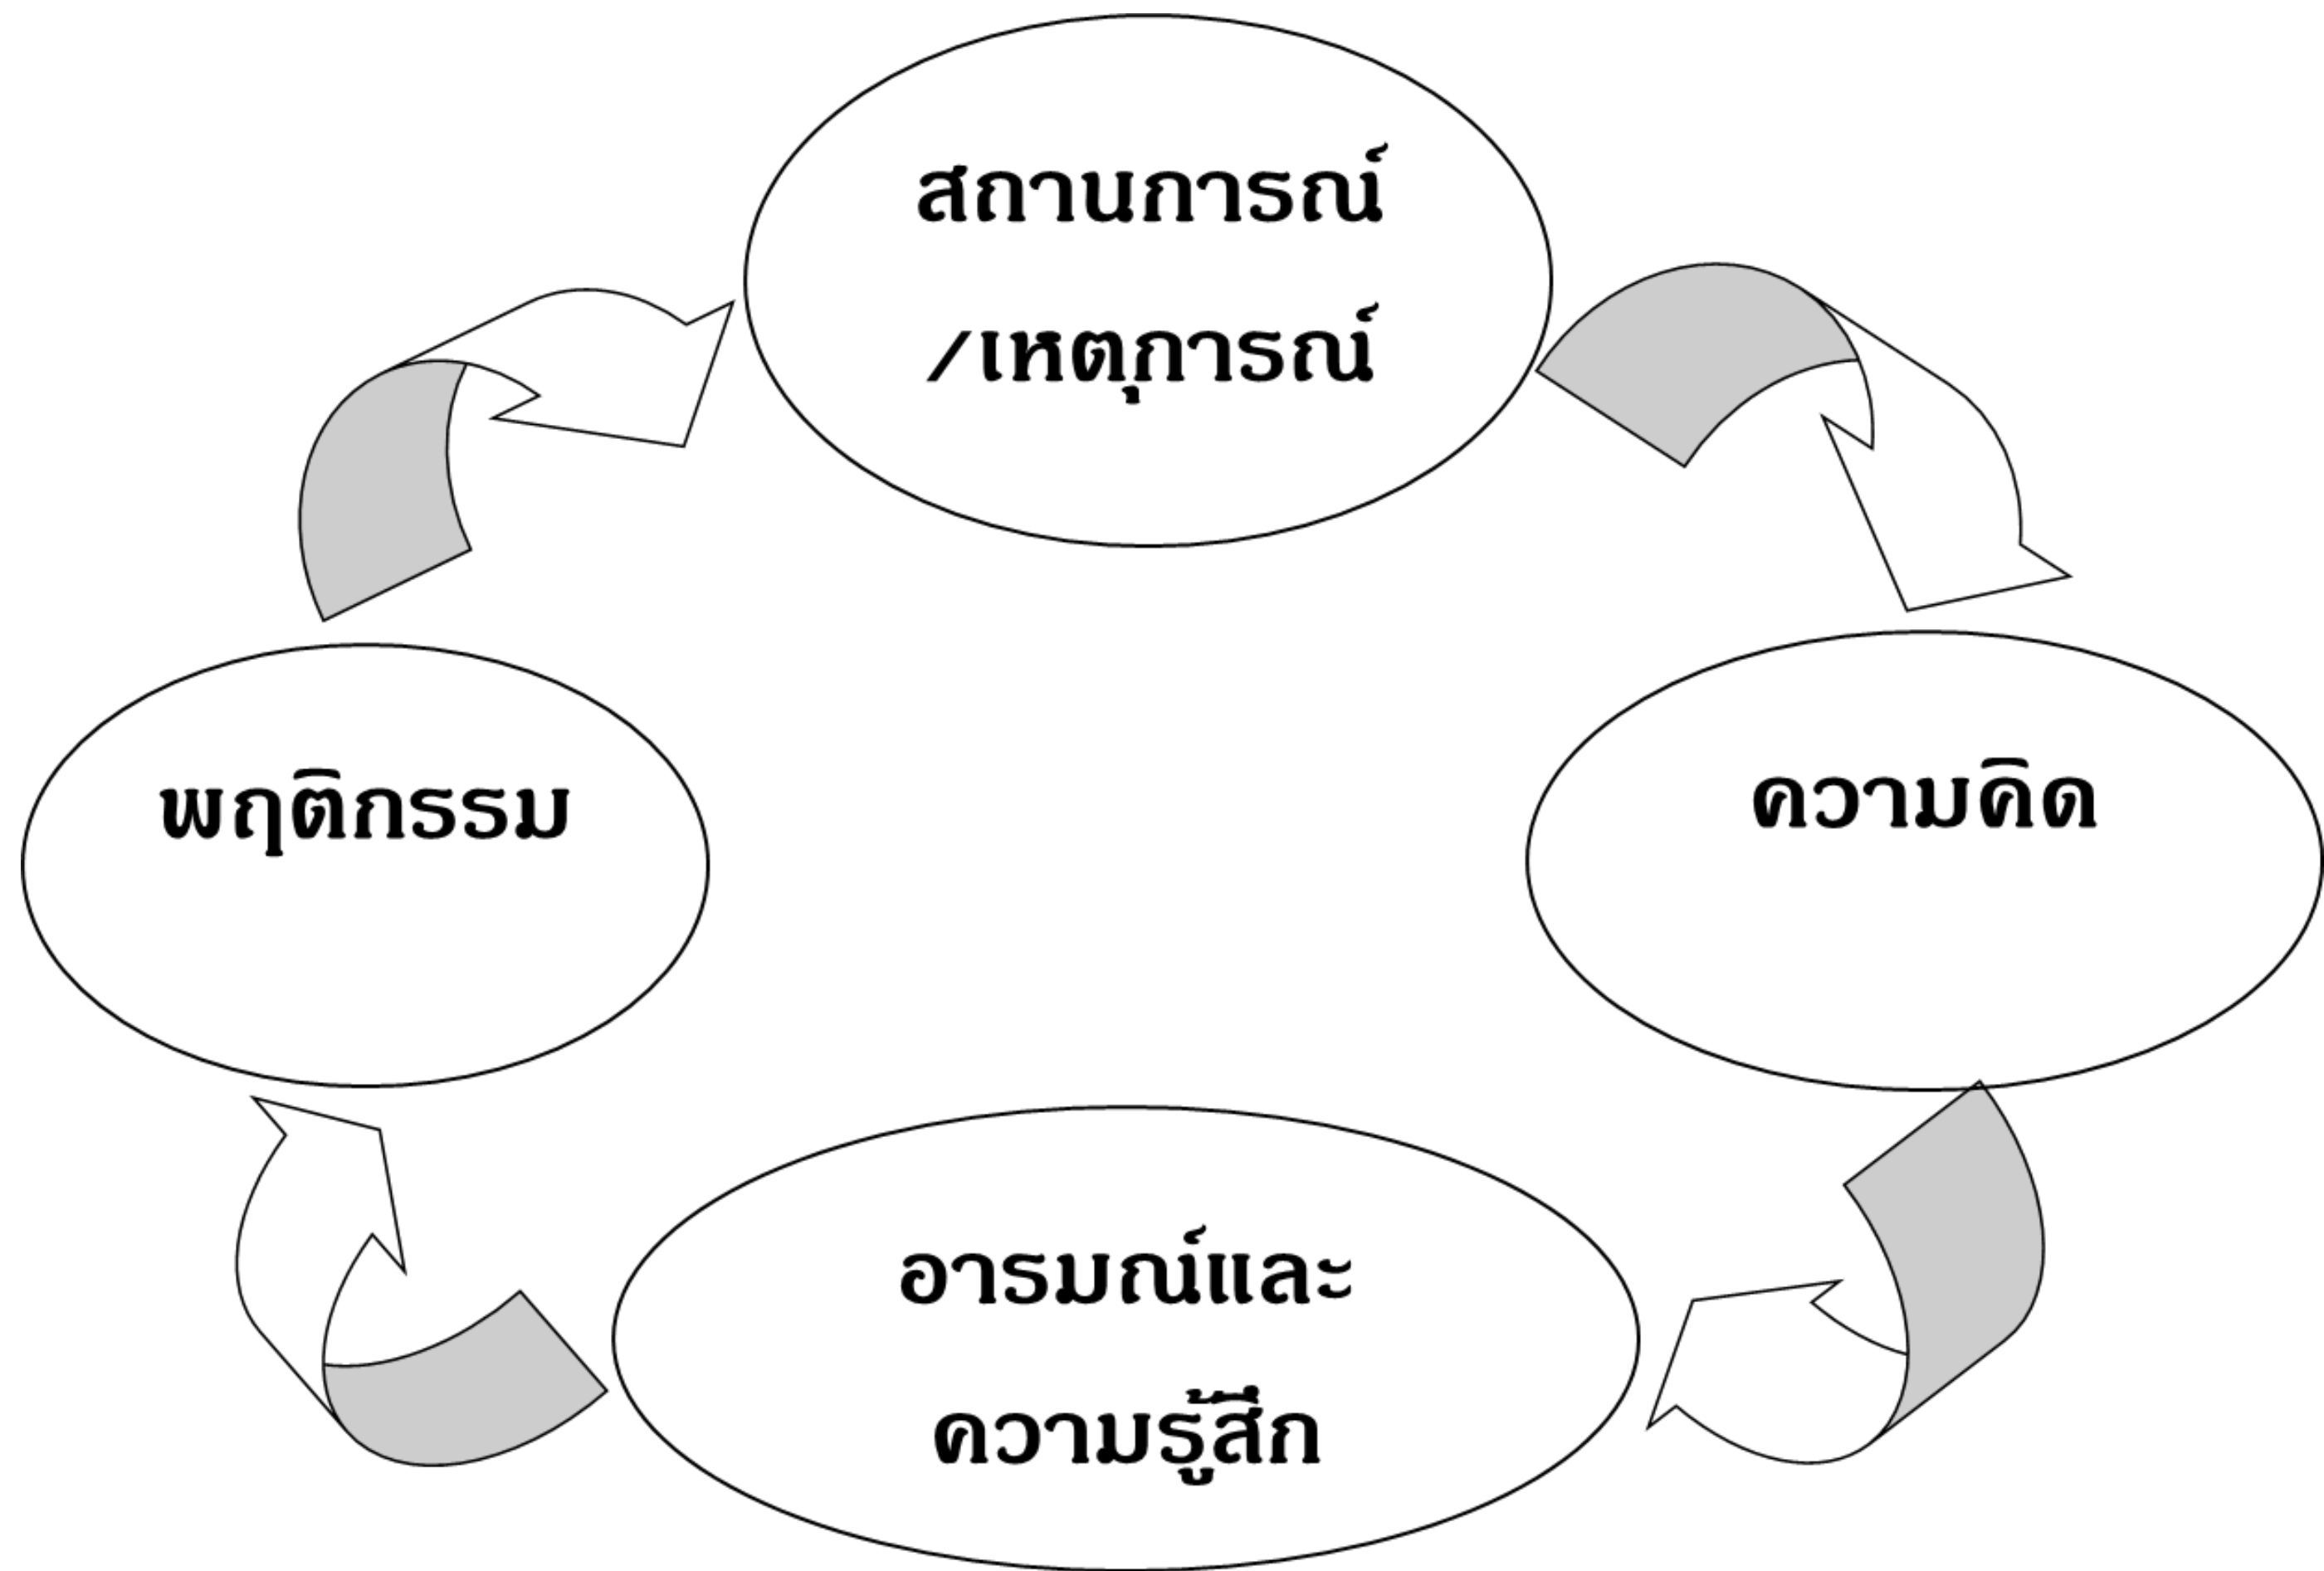 สถานการณ์
/เหตุการณ์
พฤติกรรม
ความคิด
อารมณ์และ
ความรู้สึก